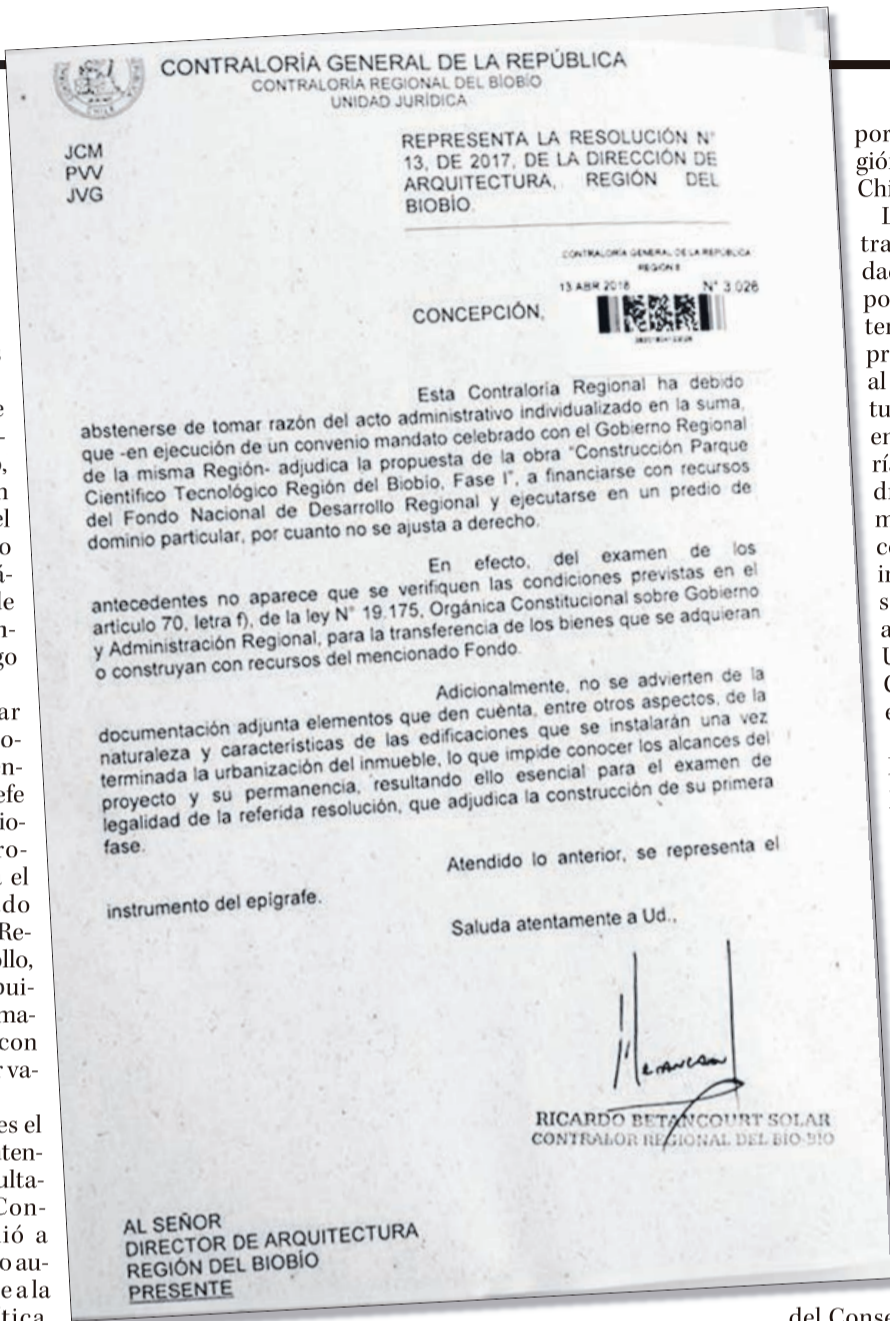 CONTRALORÍA GENERAL DE LA REPÚBLICA
CONTRALORÍA REGIONAL DEL BÍOBÍO
UNIDAD JURÍDICA
CHILE
JCM
PVV
JVG
REPRESENTA LA RESOLUCIÓN N°
13, DE 2017, DE LA DIRECCIÓN DE
ARQUITECTURA, REGIÓN DEL
BIOBÍO.
CONTRALORÍA GENERAL DE LA REPÚBLICA
REGION 8
13 ABR 2018 N° 3.026
CONCEPCIÓN,
Esta Contraloría Regional ha debido
abstenerse de tomar razón del acto administrativo individualizado en la suma,
que -en ejecución de un convenio mandato celebrado con el Gobierno Regional
de la misma Región- adjudica la propuesta de la obra "Construcción Parque
Científico Tecnológico Región del Biobío, Fase I", a financiarse con recursos
del Fondo Nacional de Desarrollo Regional y ejecutarse en un predio de
dominio particular, por cuanto no se ajusta a derecho.
En efecto, del examen de los
antecedentes no aparece que se verifiquen las condiciones previstas en el
artículo 70, letra f), de la ley N° 19.175, Orgánica Constitucional sobre Gobierno
y Administración Regional, para la transferencia de los bienes que se adquieran
o construyan con recursos del mencionado Fondo.
Adicionalmente, no se advierten de la
documentación adjunta elementos que den cuenta, entre otros aspectos, de la
naturaleza y características de las edificaciones que se instalarán una vez
terminada la urbanización del inmueble, lo que impide conocer los alcances del
proyecto y su permanencia, resultando ello esencial para el examen de
legalidad de la referida resolución, que adjudica la construcción de su primera
fase.
Atendido lo anterior, se representa el
instrumento del epígrafe.
Saluda atentamente a Ud.,
RICARDO BETANCOURT SOLAR
CONTRALOR REGIONAL DEL BIO-BIO
AL SEÑOR
DIRECTOR DE ARQUITECTURA
REGIÓN DEL BIOBÍO
PRESENTE
del Conse